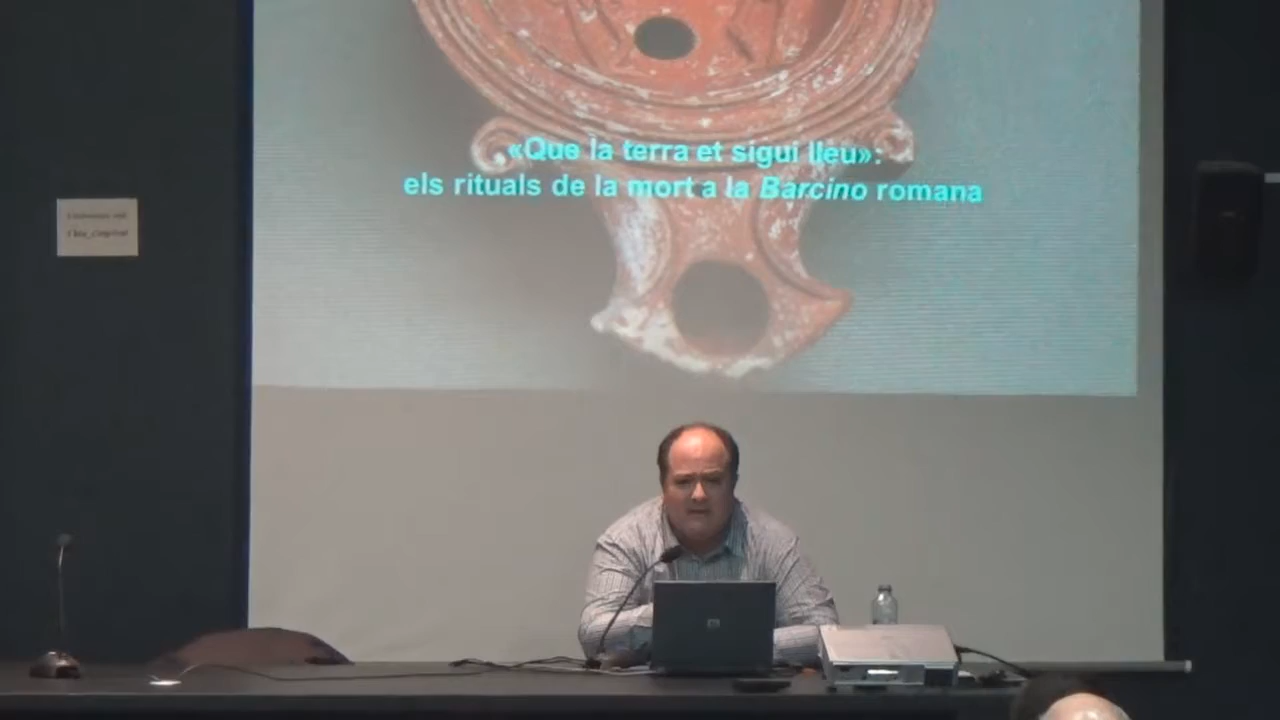 «Que la terra et sigui lleu»:
els rituals de la mort a la Barcino romana